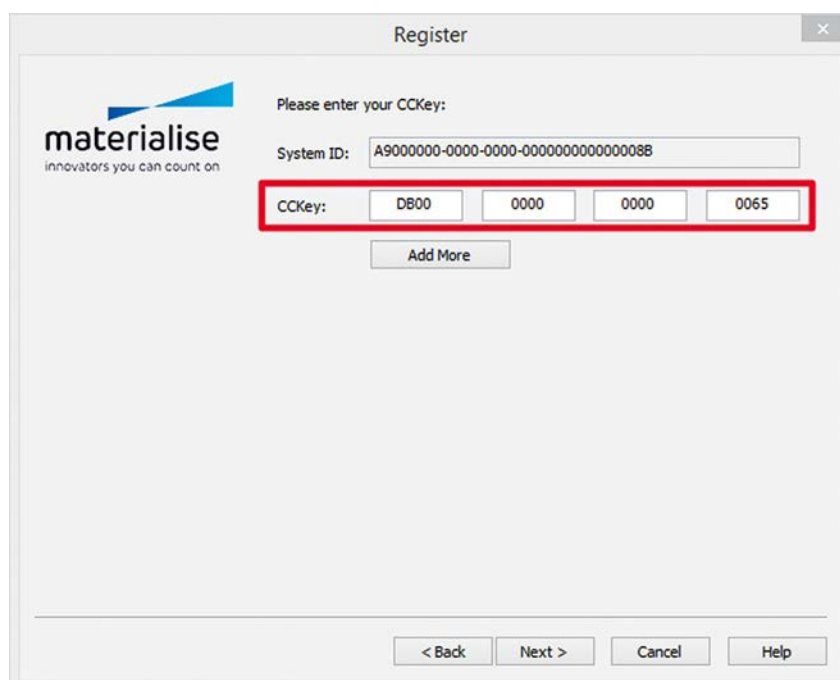 Register
materialise
innovators you can count on
Please enter your CCKey:
System ID: A9000000-0000-0000-000000000000008B
CCKey: DB00 0000 0000 0065
Add More
< Back Next > Cancel Help